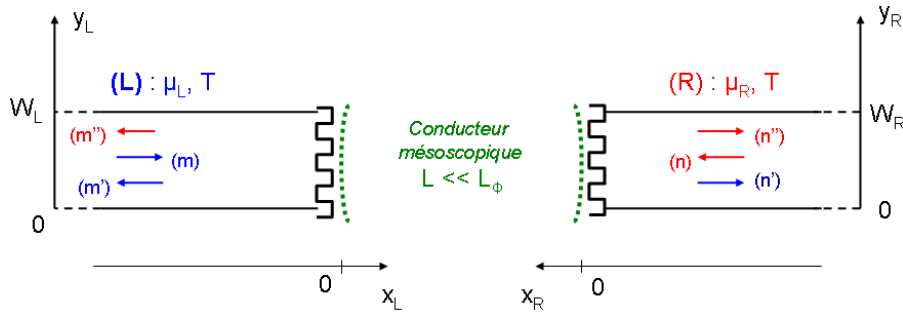 y_L
y_R
(L) : μ_L, T
(R) : μ_R, T
W_L
W_R
(m'')
(m)
(m')
Conducteur
mésoscopique
L << L_Φ
(n'')
(n)
(n')
0
0
0
x_L
x_R
0